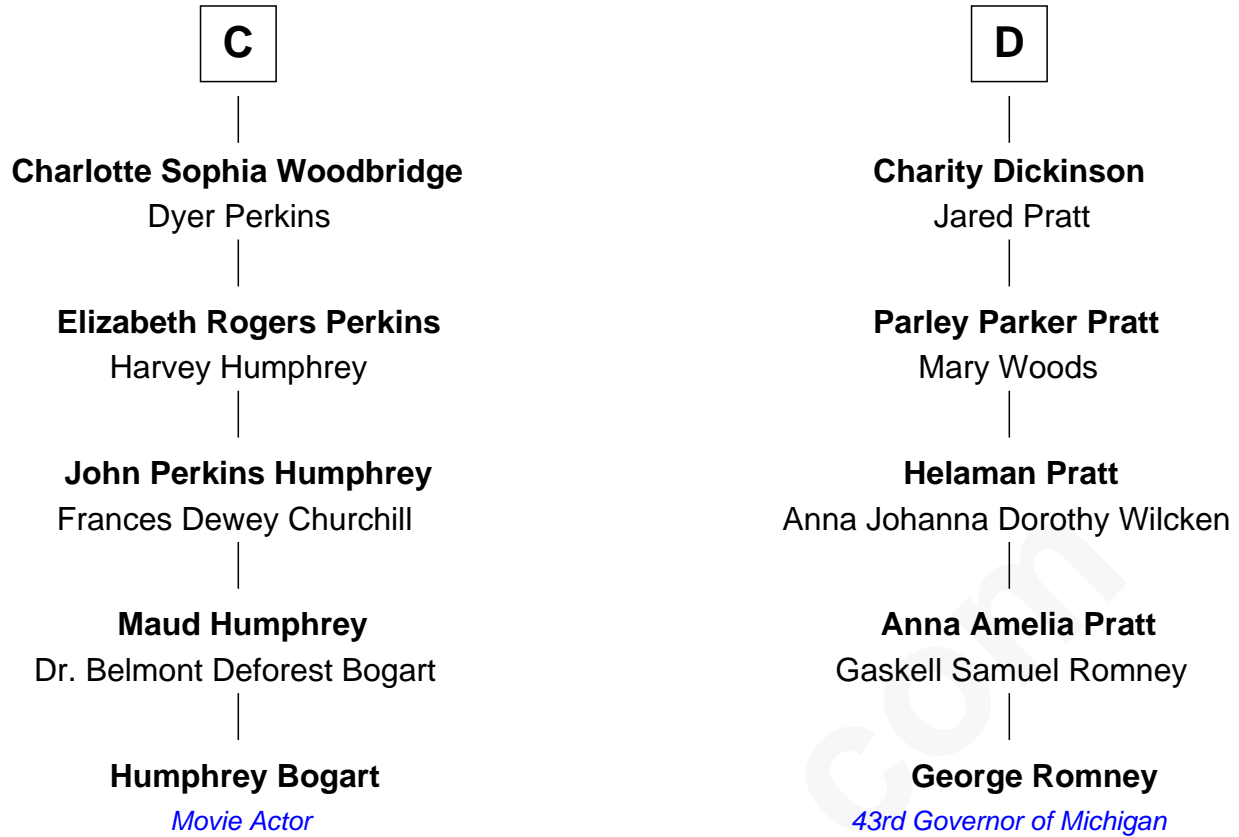 C
Charlotte Sophia Woodbridge
Dyer Perkins
Elizabeth Rogers Perkins
Harvey Humphrey
John Perkins Humphrey
Frances Dewey Churchill
Maud Humphrey
Dr. Belmont Deforest Bogart
Humphrey Bogart
Movie Actor
D
Charity Dickinson
Jared Pratt
Parley Parker Pratt
Mary Woods
Helaman Pratt
Anna Johanna Dorothy Wilcken
Anna Amelia Pratt
Gaskell Samuel Romney
George Romney
43rd Governor of Michigan
com